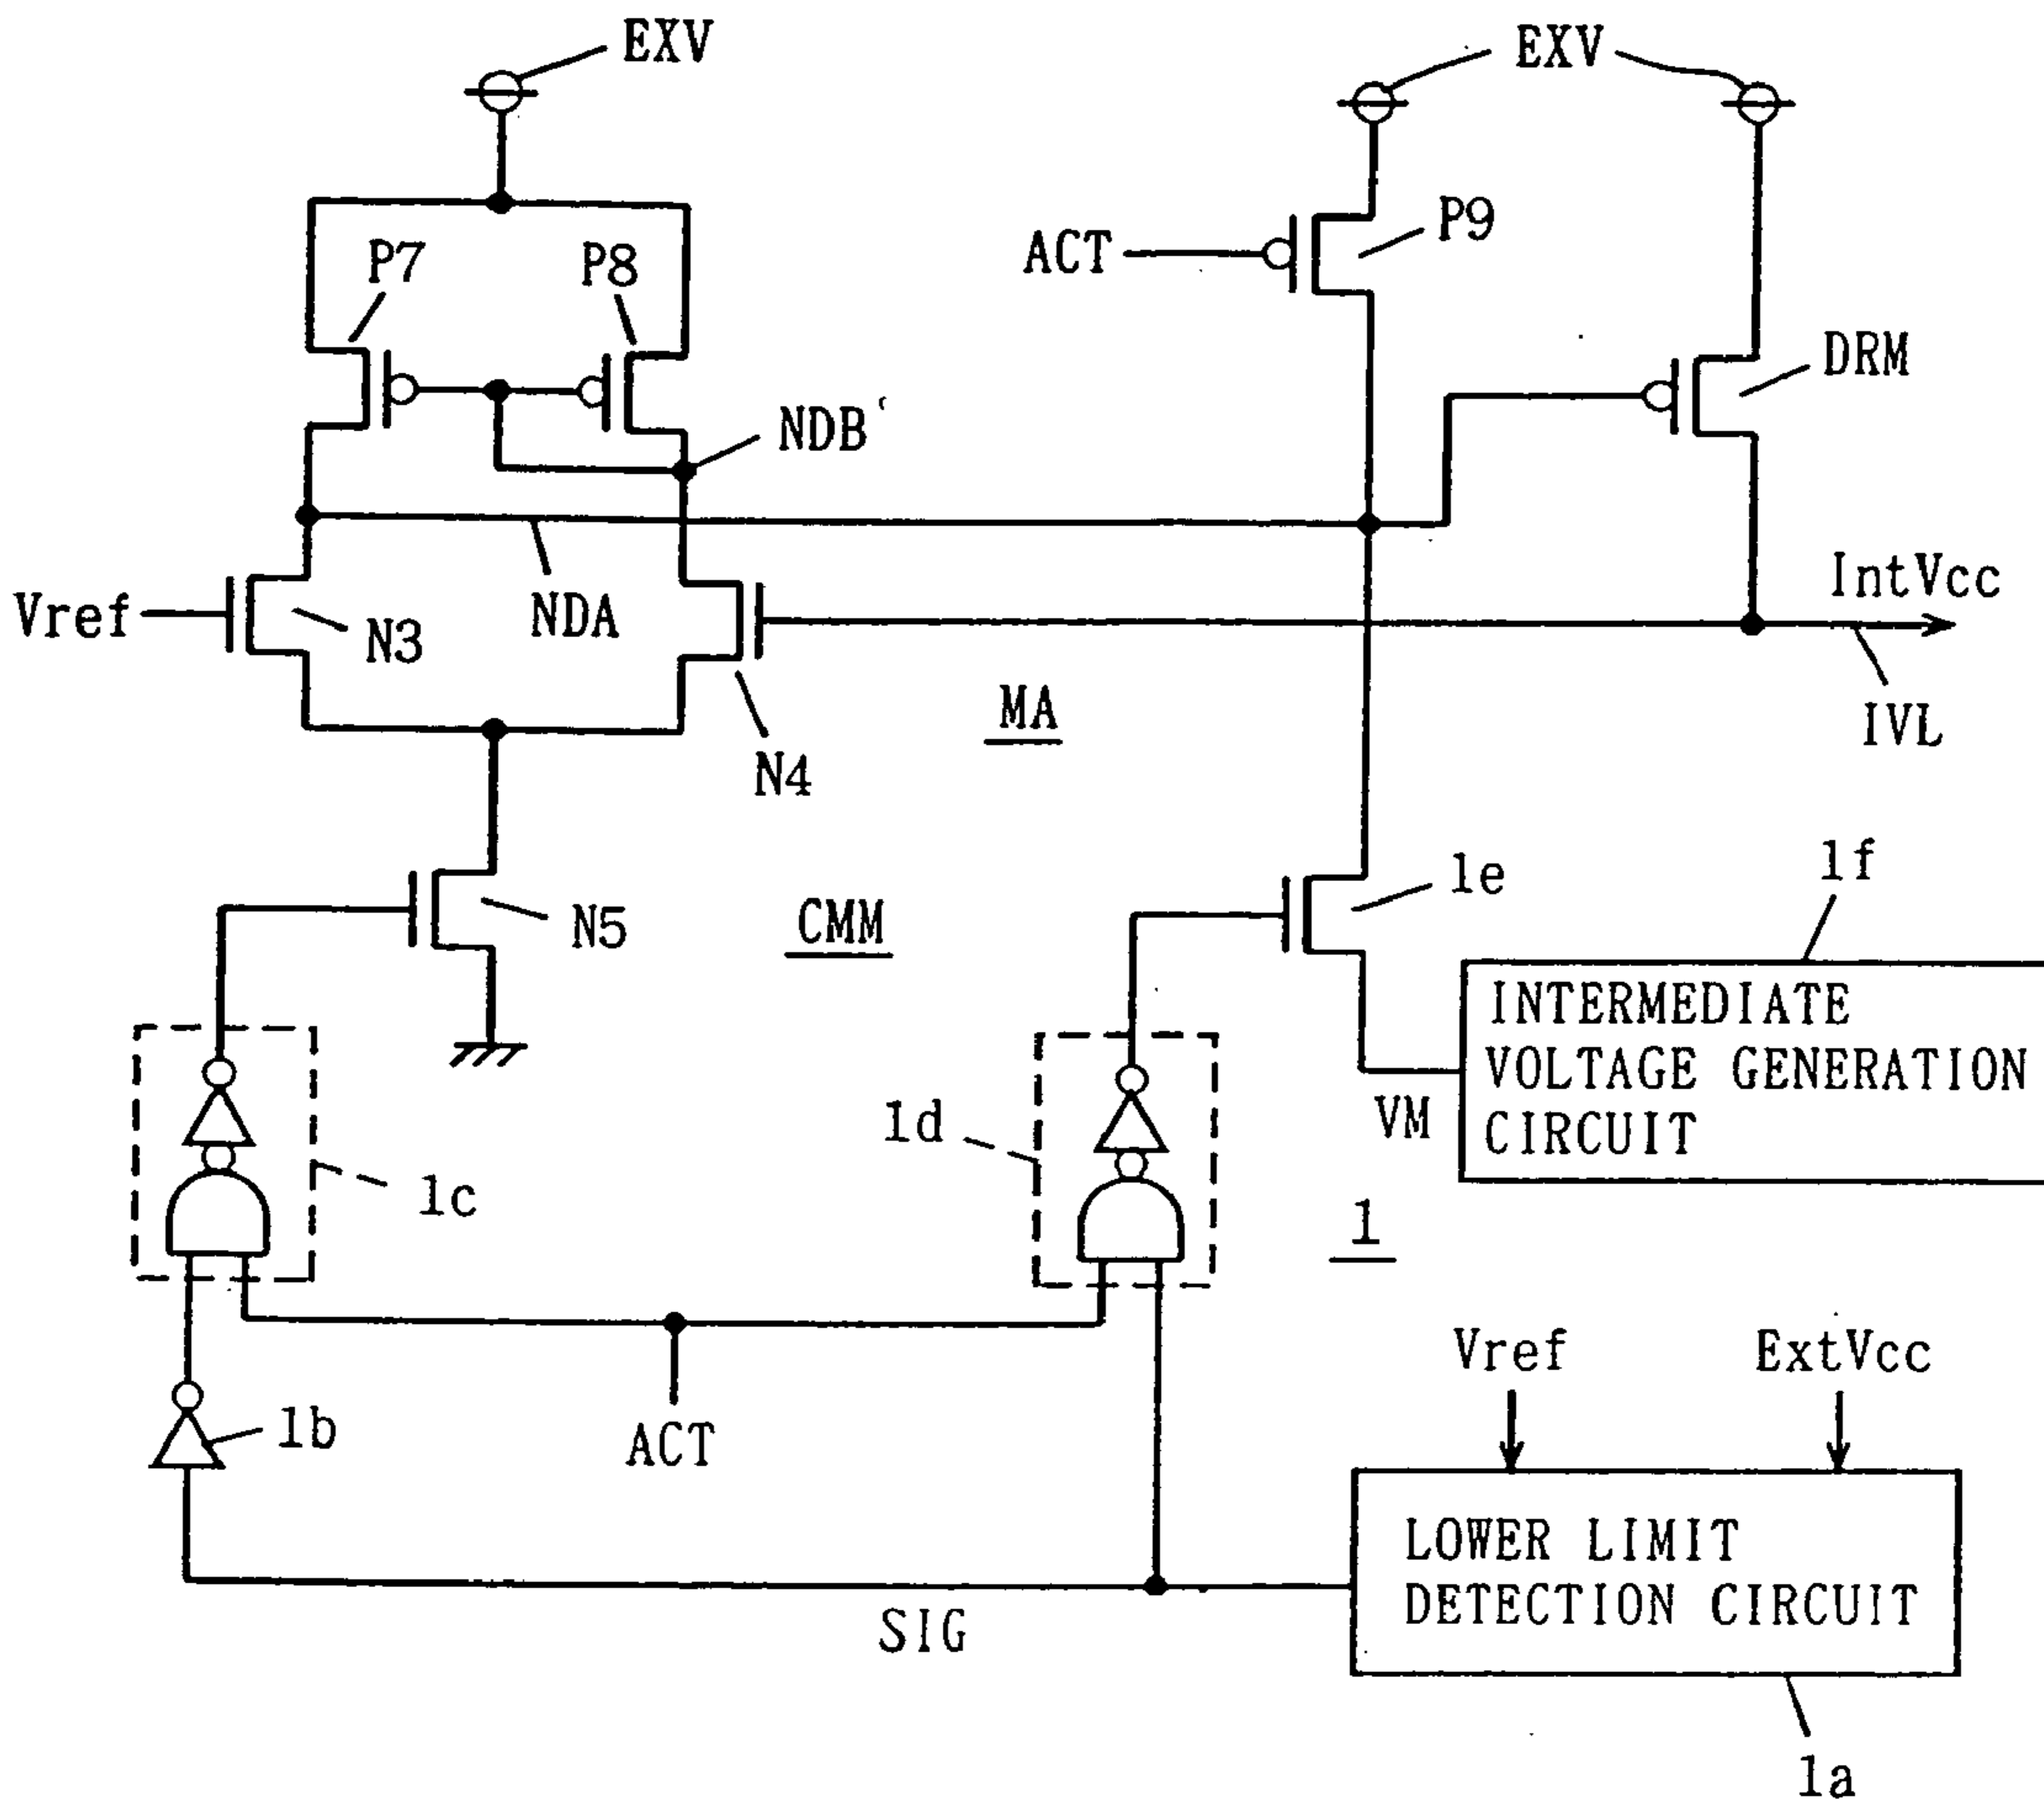 EXV
EXV
P7
P8
ACT
P9
DRM
NDB
Vref
N3
NDA
IntVcc
MA
IVL
N4
1e
1f
N5
CMM
INTERMEDIATE
VOLTAGE GENERATION
CIRCUIT
VM
1d
1c
1
Vref
ExtVcc
1b
ACT
LOWER LIMIT
DETECTION CIRCUIT
SIG
1a